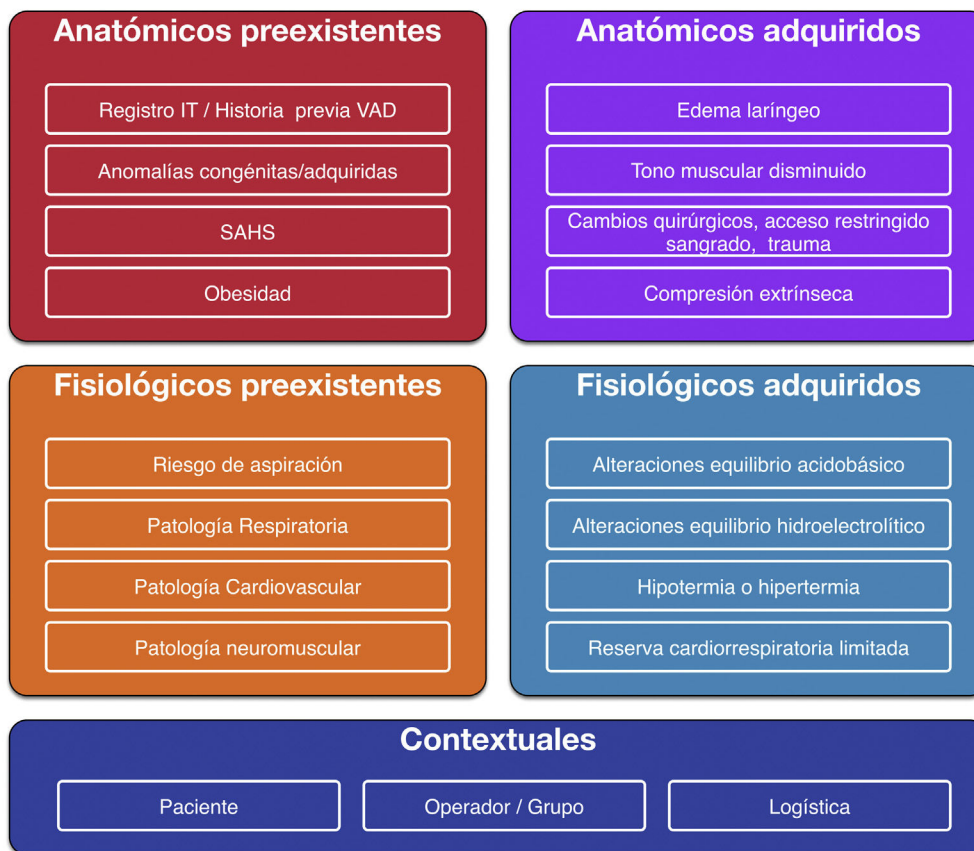 Anatómicos preexistentes
Registro IT / Historia previa VAD
Anomalías congénitas/adquiridas
SAHS
Obesidad
Anatómicos adquiridos
Edema laríngeo
Tono muscular disminuido
Cambios quirúrgicos, acceso restringido
sangrado, trauma
Compresión extrínseca
Fisiológicos preexistentes
Riesgo de aspiración
Patología Respiratoria
Patología Cardiovascular
Patología neuromuscular
Fisiológicos adquiridos
Alteraciones equilibrio acidobásico
Alteraciones equilibrio hidroelectrolítico
Hipotermia o hipertermia
Reserva cardiorrespiratoria limitada
Contextuales
Paciente
Operador / Grupo
Logística